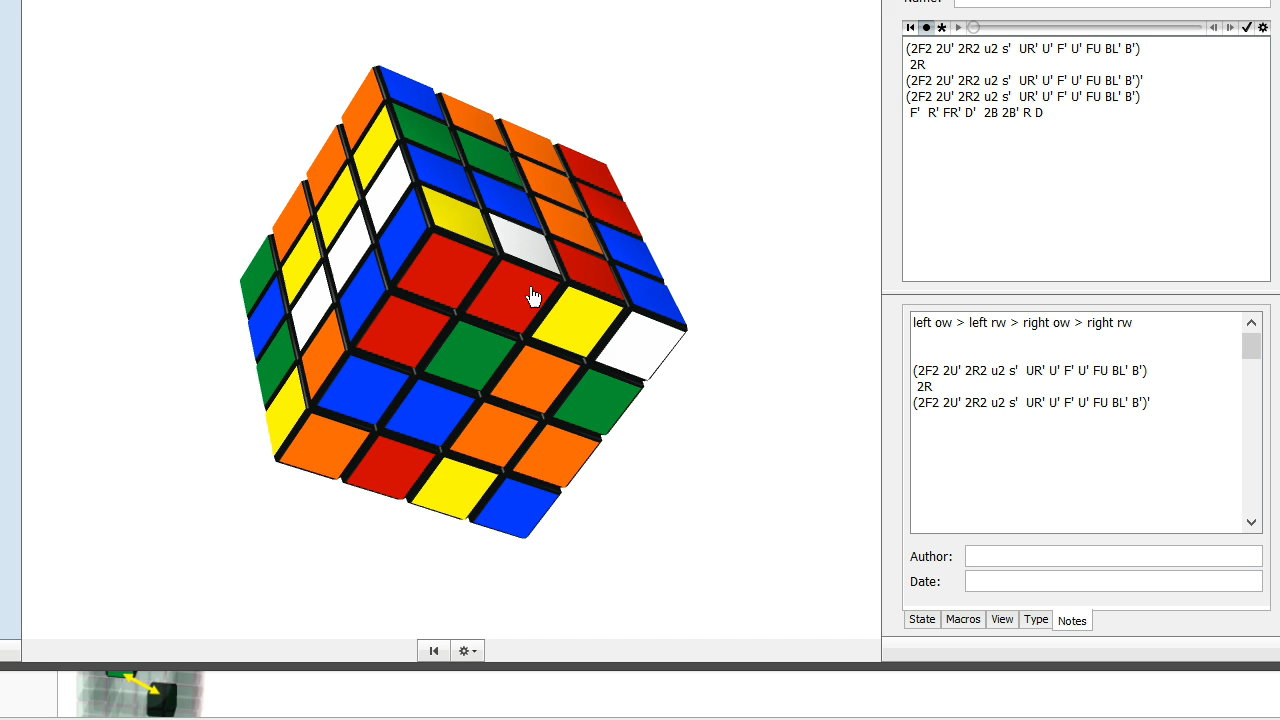 (2F2 2U' 2R2 u2 s'  UR' U' F' U' FU BL' B')
2R
(2F2 2U' 2R2 u2 s'  UR' U' F' U' FU BL' B')'
(2F2 2U' 2R2 u2 s'  UR' U' F' U' FU BL' B')
F'  R' FR' D'  2B 2B' R D
left ow > left rw > right ow > right rw
(2F2 2U' 2R2 u2 s'  UR' U' F' U' FU BL' B')
2R
(2F2 2U' 2R2 u2 s'  UR' U' F' U' FU BL' B')'
Author:
Date:
State Macros View Type Notes